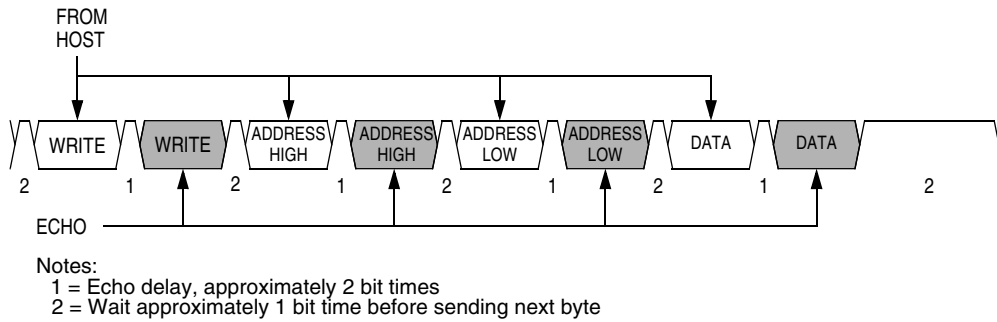 FROM
HOST
WRITE WRITE ADDRESS HIGH ADDRESS HIGH ADDRESS LOW ADDRESS LOW DATA DATA
2 1 2 1 2 1 2 1 2
ECHO
Notes:
1 = Echo delay, approximately 2 bit times
2 = Wait approximately 1 bit time before sending next byte